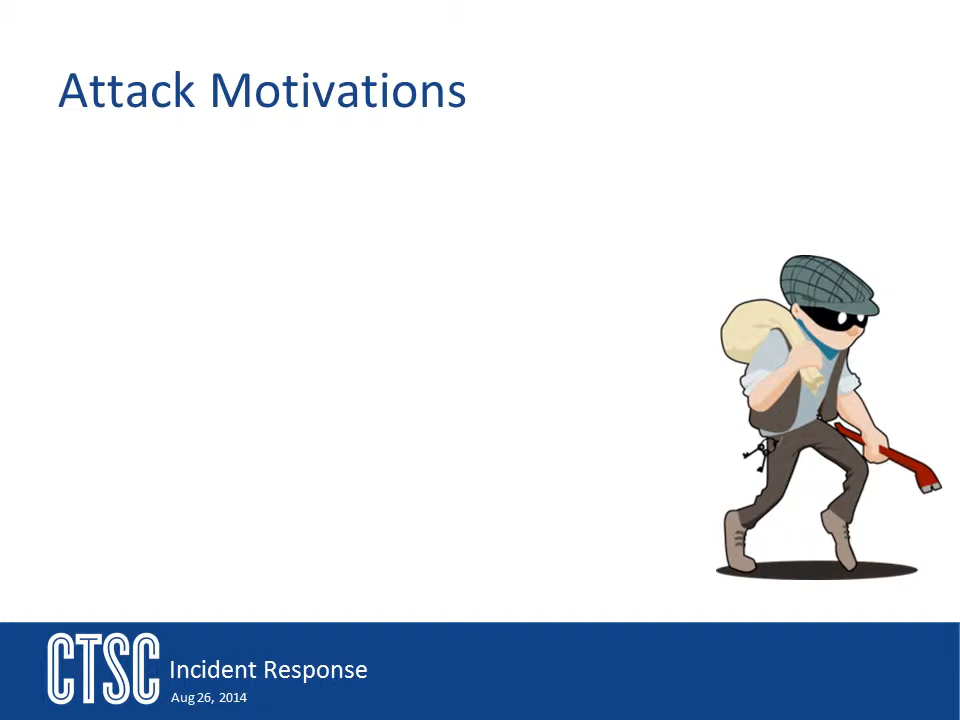 Attack Motivations
CTSC
Incident Response
Aug 26, 2014